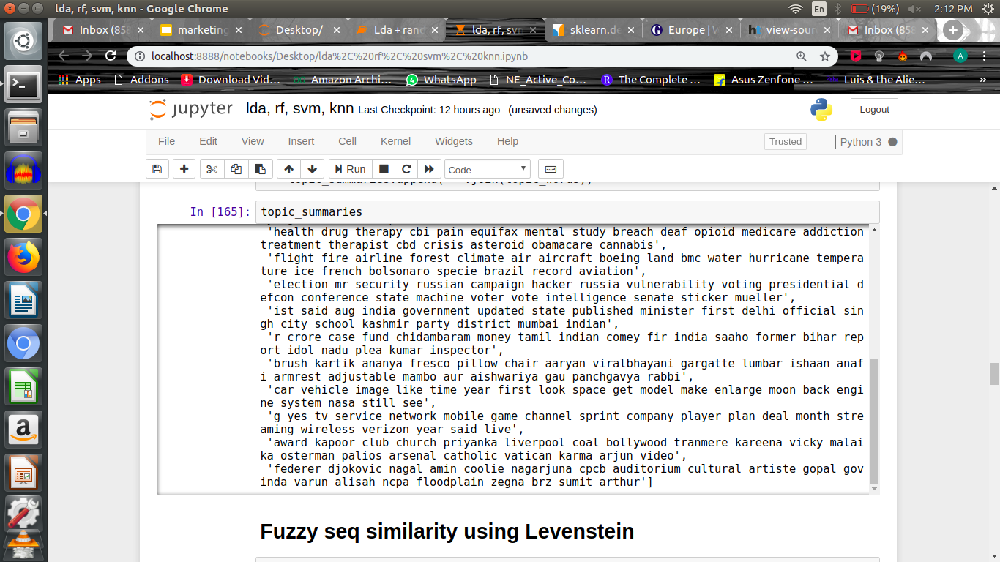 lda, rf, svm, knn - Google Chrome
En
(19%)
2:12 PM
Inbox (858
marketing
Desktop/
Lda + rand
lda, rf, svm
sklearn.de
Europe | W
view-sour
Inbox (858
localhost:8888/notebooks/Desktop/lda%2C%20rf%2C%20svm%2C%20knn.ipynb
A
Apps
Addons
Download Vid...
Amazon Archi...
WhatsApp
NE_Active_Co...
The Complete ...
Asus Zenfone ...
Luis & the Alie...
»
jupyter lda, rf, svm, knn Last Checkpoint: 12 hours ago (unsaved changes)
Logout
File Edit View Insert Cell Kernel Widgets Help
Trusted
Python 3
Run
Code
In [165]: topic_summaries
'health drug therapy cbi pain equifax mental study breach deaf opioid medicare addiction
treatment therapist cbd crisis asteroid obamacare cannabis',
'flight fire airline forest climate air aircraft boeing land bmc water hurricane tempera
ture ice french bolsonaro specie brazil record aviation',
'election mr security russian campaign hacker russia vulnerability voting presidential d
efcon conference state machine voter vote intelligence senate sticker mueller',
'ist said aug india government updated state published minister first delhi official sin
gh city school kashmir party district mumbai indian',
'r crore case fund chidambaram money tamil indian comey fir india saaho former bihar rep
ort idol nadu plea kumar inspector',
'brush kartik ananya fresco pillow chair aaryan viralbhayani gargatte lumbar ishaan anaf
i armrest adjustable mambo aur aishwariya gau panchgavya rabbi',
'car vehicle image like time year first look space get model make enlarge moon back engi
ne system nasa still see',
'g yes tv service network mobile game channel sprint company player plan deal month stre
aming wireless verizon year said live',
'award kapoor club church priyanka liverpool coal bollywood tranmere kareena vicky malai
ka osterman palios arsenal catholic vatican karma arjun video',
'federer djokovic nagal amin coolie nagarjuna cpcb auditorium cultural artiste gopal gov
inda varun alisah ncpa floodplain zegna brz sumit arthur']
Fuzzy seq similarity using Levenstein